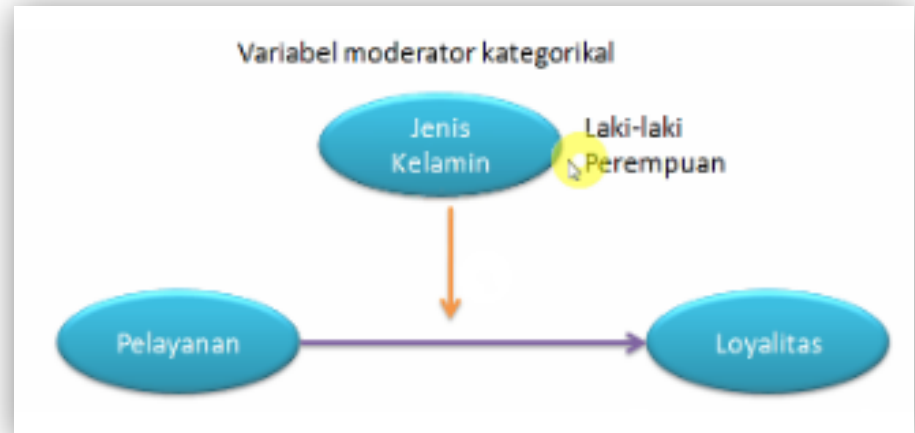 Variabel moderator kategorikal
Jenis
Kelamin
Laki-laki
Perempuan
Pelayanan
Loyalitas